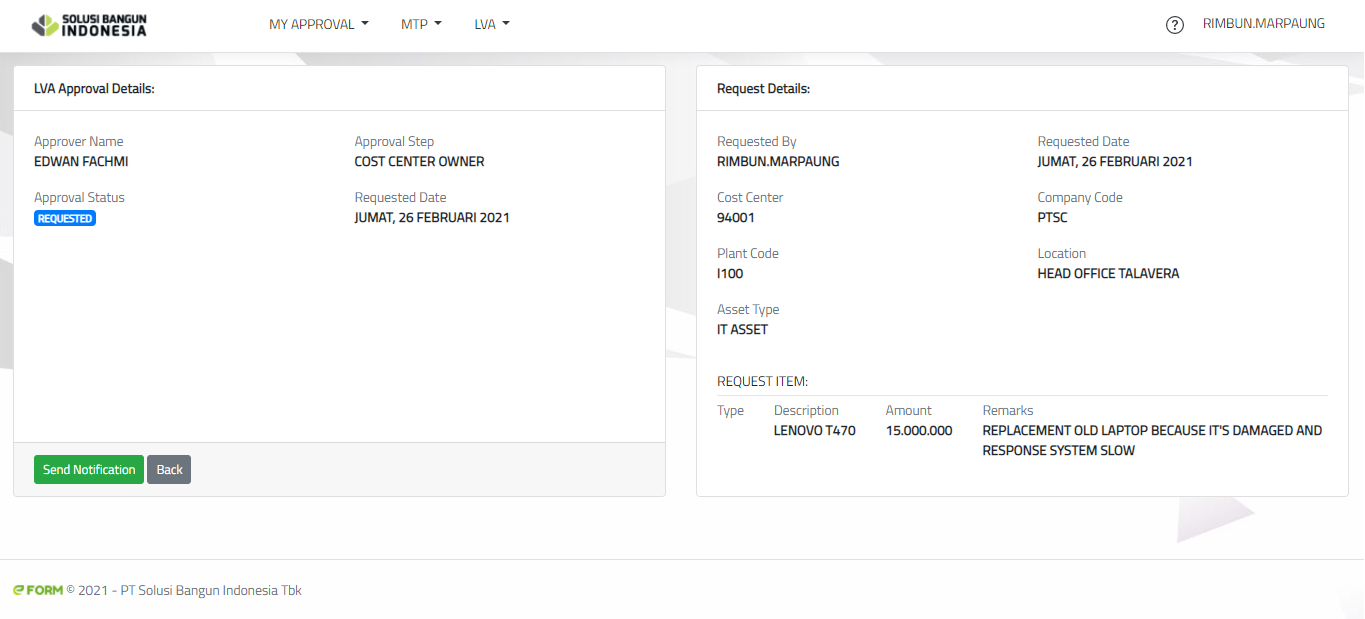 SOLUSI BANGUN
INDONESIA
MY APPROVAL
MTP
LVA
?
RIMBUN.MARPAUNG
LVA Approval Details:
Approver Name
EDWAN FACHMI
Approval Step
COST CENTER OWNER
Approval Status
REQUESTED
Requested Date
JUMAT, 26 FEBRUARI 2021
Send Notification
Back
Request Details:
Requested By
RIMBUN.MARPAUNG
Requested Date
JUMAT, 26 FEBRUARI 2021
Cost Center
94001
Company Code
PTSC
Plant Code
I100
Location
HEAD OFFICE TALAVERA
Asset Type
IT ASSET
REQUEST ITEM:
Type Description Amount Remarks
LENOVO T470 15.000.000 REPLACEMENT OLD LAPTOP BECAUSE IT'S DAMAGED AND
RESPONSE SYSTEM SLOW
e FORM © 2021 - PT Solusi Bangun Indonesia Tbk